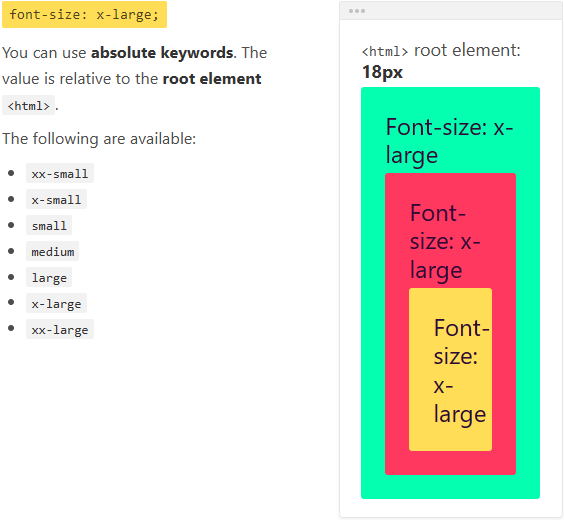 font-size: x-large;
You can use absolute keywords. The
value is relative to the root element
<html>.
The following are available:
xx-small
x-small
small
medium
large
x-large
xx-large
<html> root element:
18px
Font-size: x-
large
Font-
size: x-
large
Font-
size:
x-
large